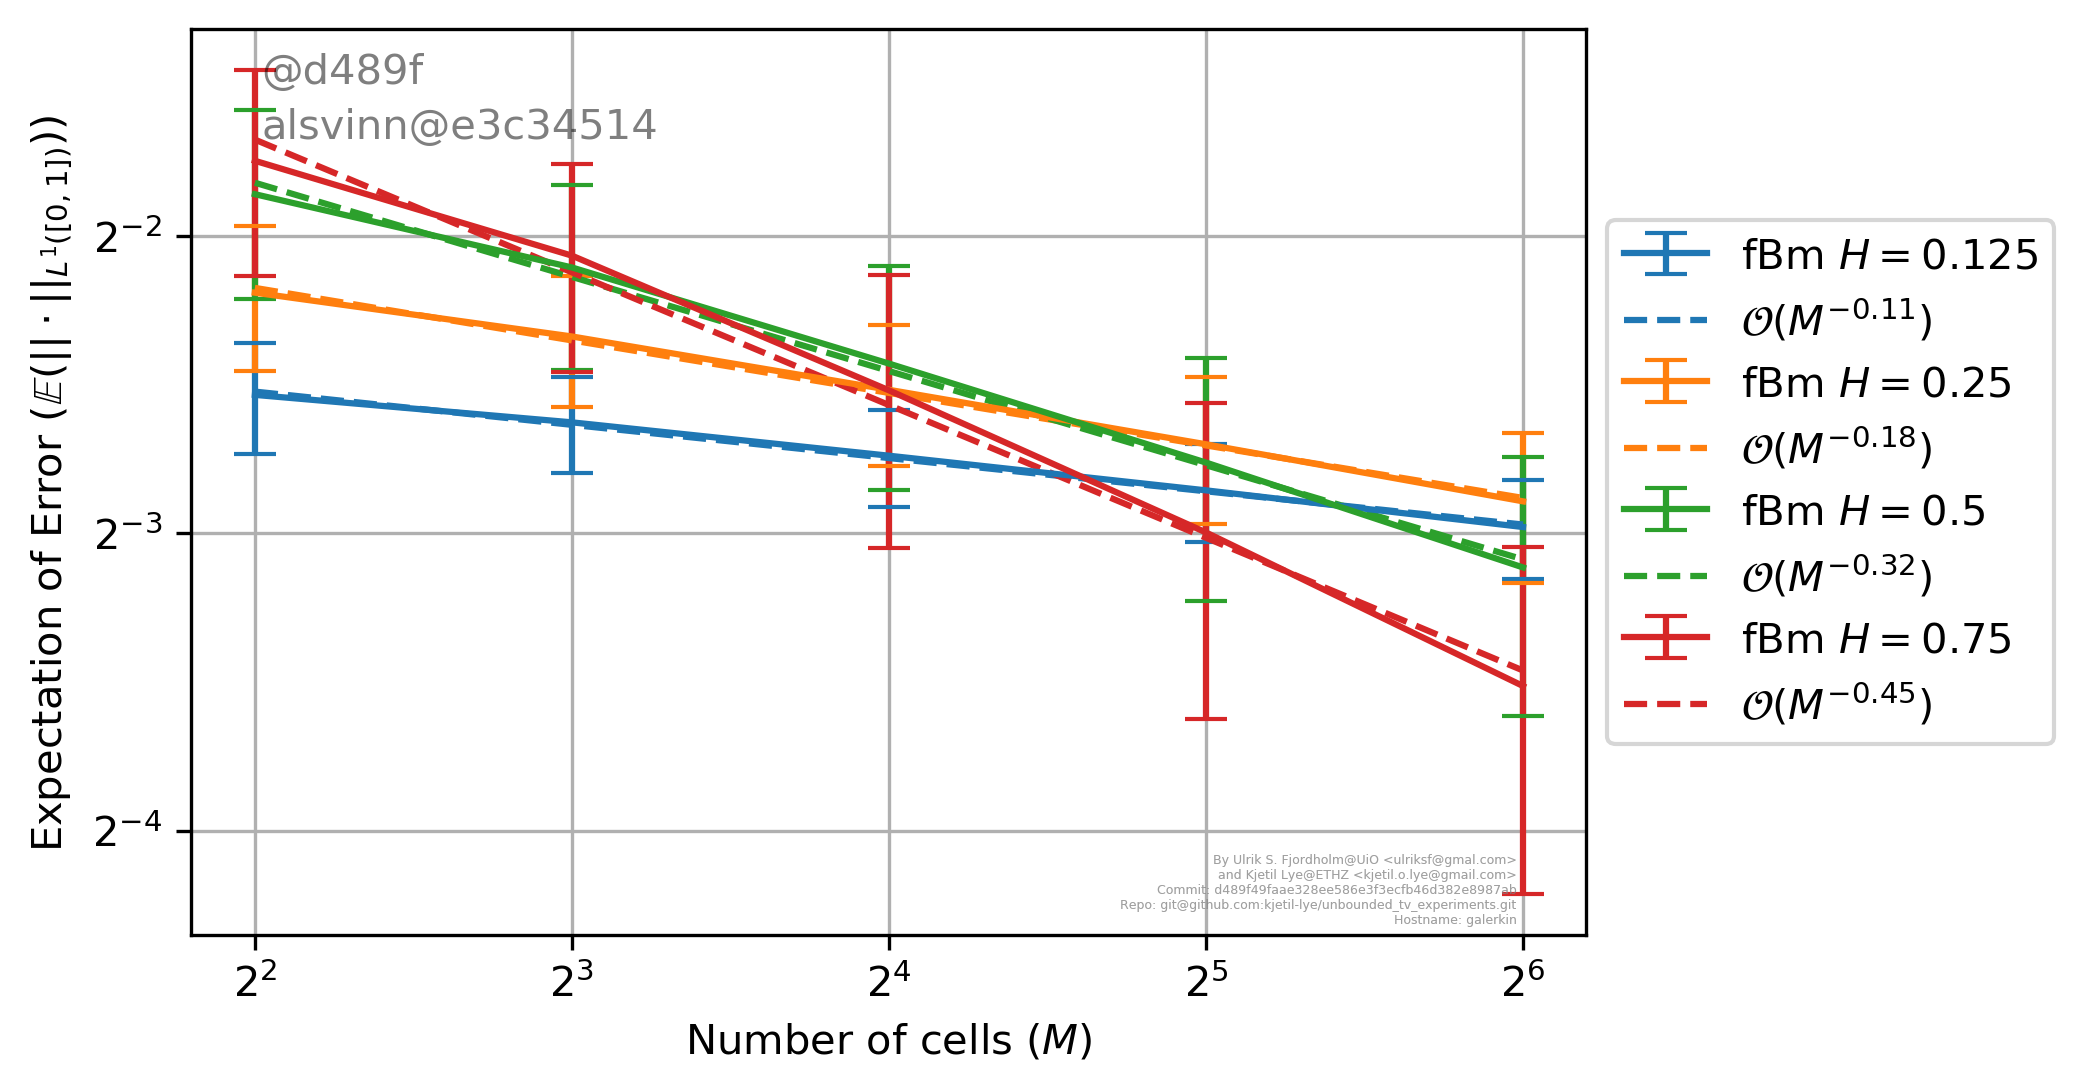 @d489f
alsvinn@e3c34514
Expectation of Error (𝔼(|| · ||_{L^1([0,1])}))
2^{-2}
2^{-3}
2^{-4}
2^2 2^3 2^4 2^5 2^6
Number of cells (M)
fBm H = 0.125
𝒪(M^{-0.11})
fBm H = 0.25
𝒪(M^{-0.18})
fBm H = 0.5
𝒪(M^{-0.32})
fBm H = 0.75
𝒪(M^{-0.45})
By Ulrik S. Fjordholm@UiO <ulriksf@gmal.com>
and Kjetil Lye@ETHZ <kjetil.o.lye@gmail.com>
Commit: d489f49faae328ee586e3f3ecfb46d382e8987ab
Repo: git@github.com:kjetil-lye/unbounded_tv_experiments.git
Hostname: galerkin